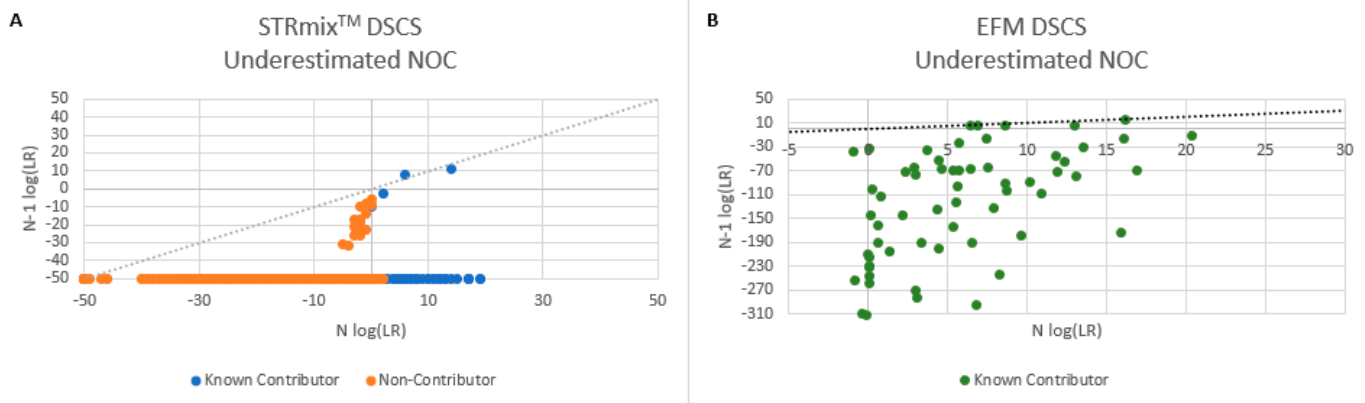 A
STRmix™ DSCS
Underestimated NOC
N-1 log(LR)
50
40
30
20
10
0
-10
-20
-30
-40
-50
-50
-30
-10
10
30
50
N log(LR)
Known Contributor
Non-Contributor
B
EFM DSCS
Underestimated NOC
N-1 log(LR)
50
10
-30
-70
-110
-150
-190
-230
-270
-310
-5
0
5
10
15
20
25
30
N log(LR)
Known Contributor